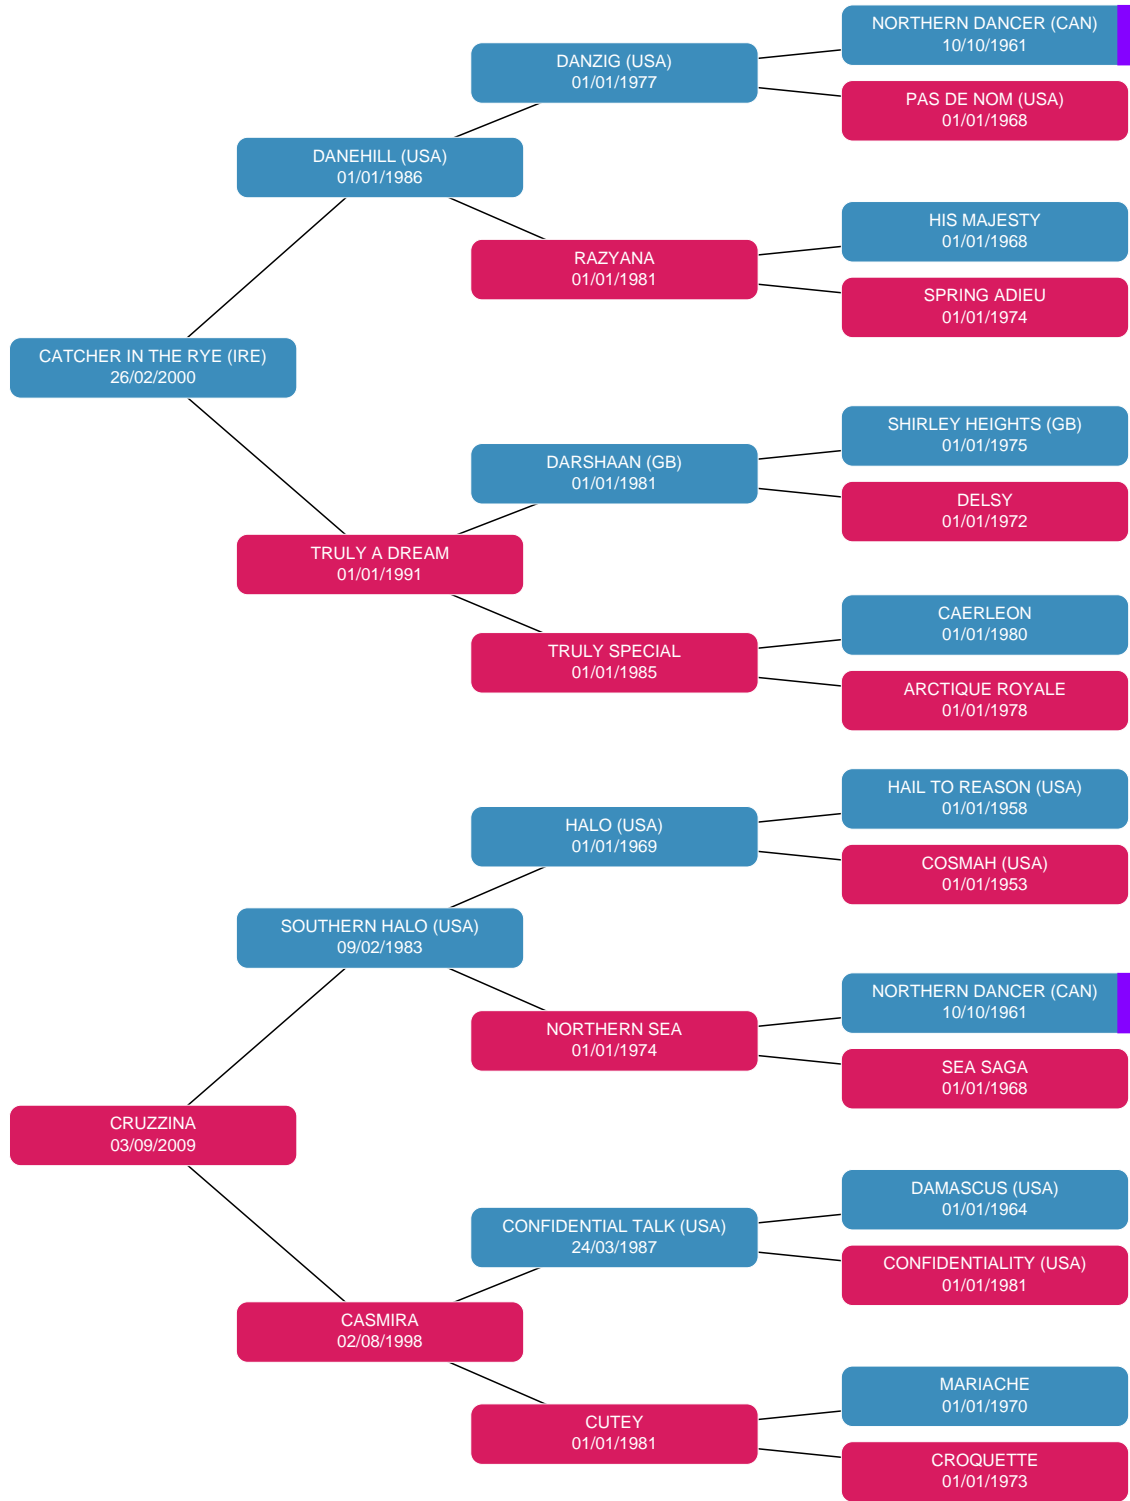 NORTHERN DANCER (CAN)
10/10/1961
DANZIG (USA)
01/01/1977
PAS DE NOM (USA)
01/01/1968
DANEHILL (USA)
01/01/1986
HIS MAJESTY
01/01/1968
RAZYANA
01/01/1981
SPRING ADIEU
01/01/1974
CATCHER IN THE RYE (IRE)
26/02/2000
SHIRLEY HEIGHTS (GB)
01/01/1975
DARSHAAN (GB)
01/01/1981
DELSY
01/01/1972
TRULY A DREAM
01/01/1991
CAERLEON
01/01/1980
TRULY SPECIAL
01/01/1985
ARCTIQUE ROYALE
01/01/1978
HAIL TO REASON (USA)
01/01/1958
HALO (USA)
01/01/1969
COSMAH (USA)
01/01/1953
SOUTHERN HALO (USA)
09/02/1983
NORTHERN DANCER (CAN)
10/10/1961
NORTHERN SEA
01/01/1974
SEA SAGA
01/01/1968
CRUZZINA
03/09/2009
DAMASCUS (USA)
01/01/1964
CONFIDENTIAL TALK (USA)
24/03/1987
CONFIDENTIALITY (USA)
01/01/1981
CASMIRA
02/08/1998
MARIACHE
01/01/1970
CUTEY
01/01/1981
CROQUETTE
01/01/1973